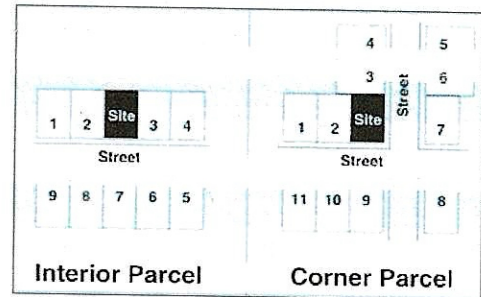 1 2 Site 3 4
Street
9 8 7 6 5
Interior Parcel
4 5
3 6
Street
1 2 Site 7
Street
11 10 9 8
Corner Parcel